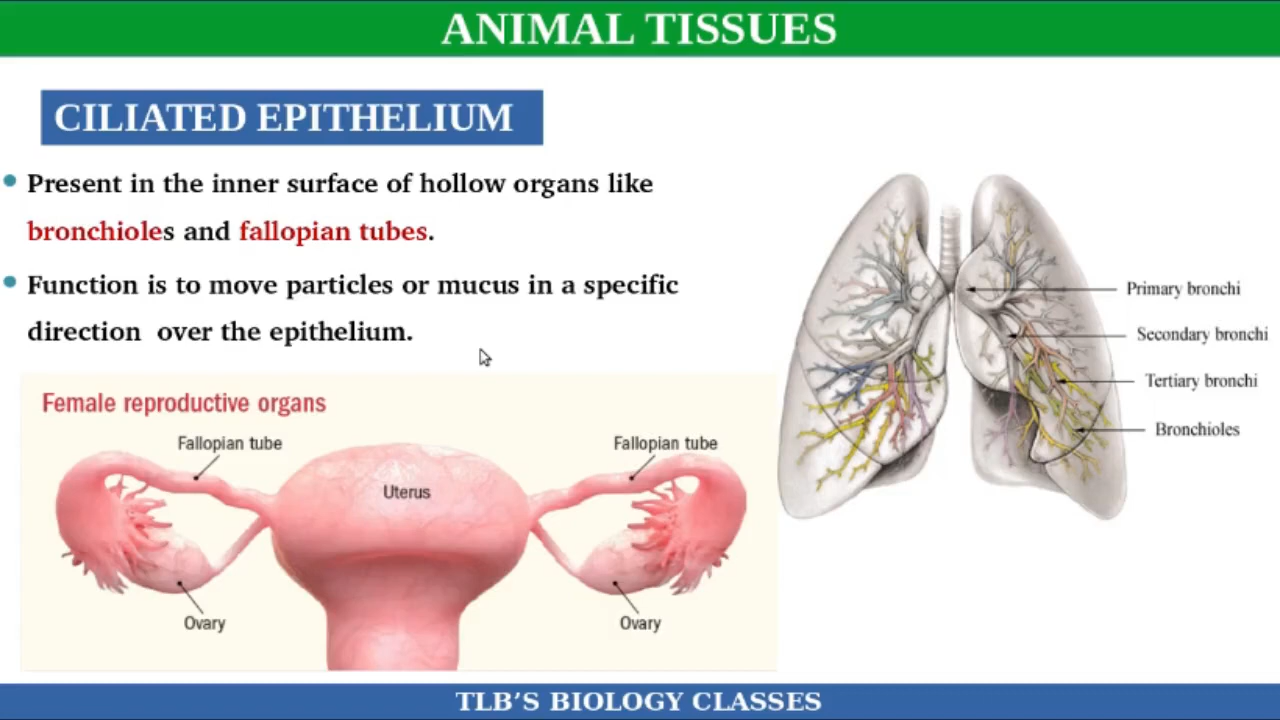 ANIMAL TISSUES
CILIATED EPITHELIUM
Present in the inner surface of hollow organs like
bronchioles and fallopian tubes.
Function is to move particles or mucus in a specific
direction over the epithelium.
Female reproductive organs
Fallopian tube
Fallopian tube
Uterus
Ovary
Ovary
Primary bronchi
Secondary bronchi
Tertiary bronchi
Bronchioles
TLB'S BIOLOGY CLASSES